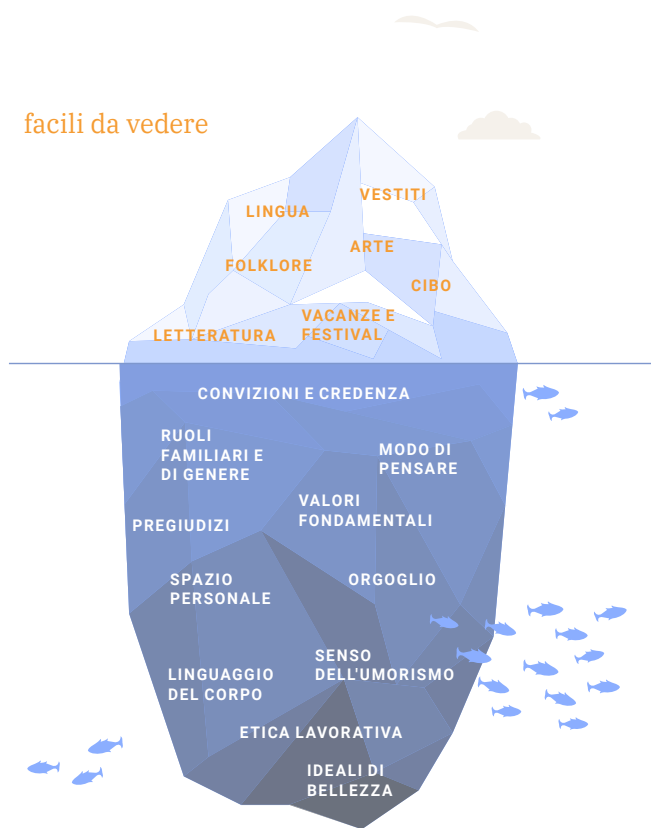 facili da vedere
VESTITI
LINGUA
ARTE
FOLKLORE
CIBO
VACANZE E
FESTIVAL
LETTERATURA
CONVIZIONI E CREDENZA
RUOLI
FAMILIARI E
DI GENERE
MODO DI
PENSARE
VALORI
FONDAMENTALI
PREGIUDIZI
SPAZIO
PERSONALE
ORGOGLIO
SENSO
DELL'UMORISMO
LINGUAGGIO
DEL CORPO
ETICA LAVORATIVA
IDEALI DI
BELLEZZA